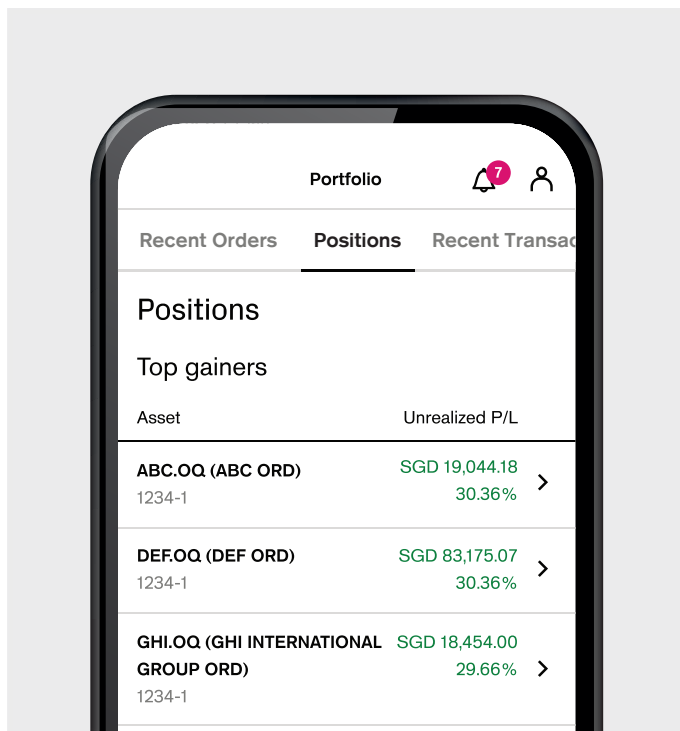 Portfolio
7
Recent Orders Positions Recent Transac
Positions
Top gainers
Asset Unrealized P/L
ABC.OQ (ABC ORD) SGD 19,044.18
1234-1 30.36%
DEF.OQ (DEF ORD) SGD 83,175.07
1234-1 30.36%
GHI.OQ (GHI INTERNATIONAL SGD 18,454.00
GROUP ORD) 29.66%
1234-1